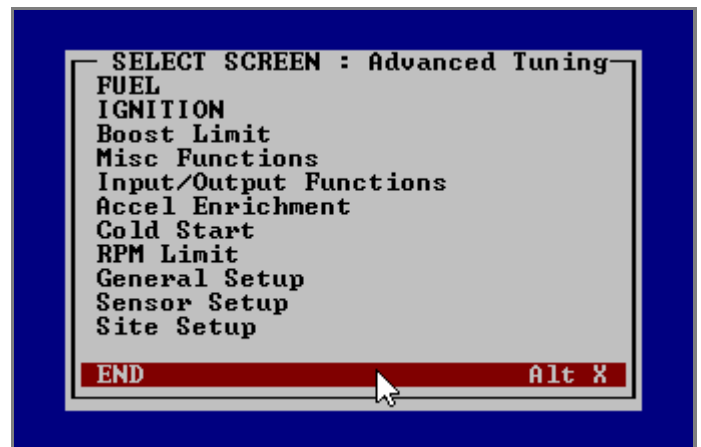 SELECT SCREEN : Advanced Tuning
FUEL
IGNITION
Boost Limit
Misc Functions
Input/Output Functions
Accel Enrichment
Cold Start
RPM Limit
General Setup
Sensor Setup
Site Setup
END Alt X